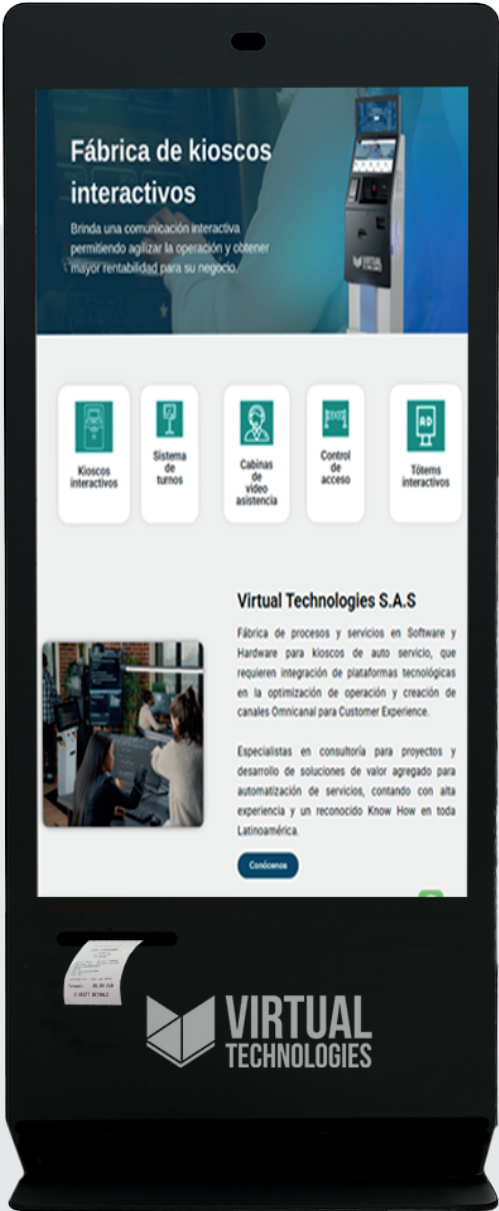 Fábrica de kioscos
interactivos
Brinda una comunicación interactiva
permitiendo agilizar la operación y obtener
mayor rentabilidad para su negocio.
VIRTUAL
TECHNOLOGIES
Kioscos
interactivos
Sistema
de
turnos
Cabinas
de
video
asistencia
Control
de
acceso
AD
Tótems
interactivos
Virtual Technologies S.A.S
Fábrica de procesos y servicios en Software y
Hardware para kioscos de auto servicio, que
requieren integración de plataformas tecnológicas
en la optimización de operación y creación de
canales Omnicanal para Customer Experience.
Especialistas en consultoría para proyectos y
desarrollo de soluciones de valor agregado para
automatización de servicios, contando con alta
experiencia y un reconocido Know How en toda
Latinoamérica.
Conócenos
VIRTUAL
TECHNOLOGIES